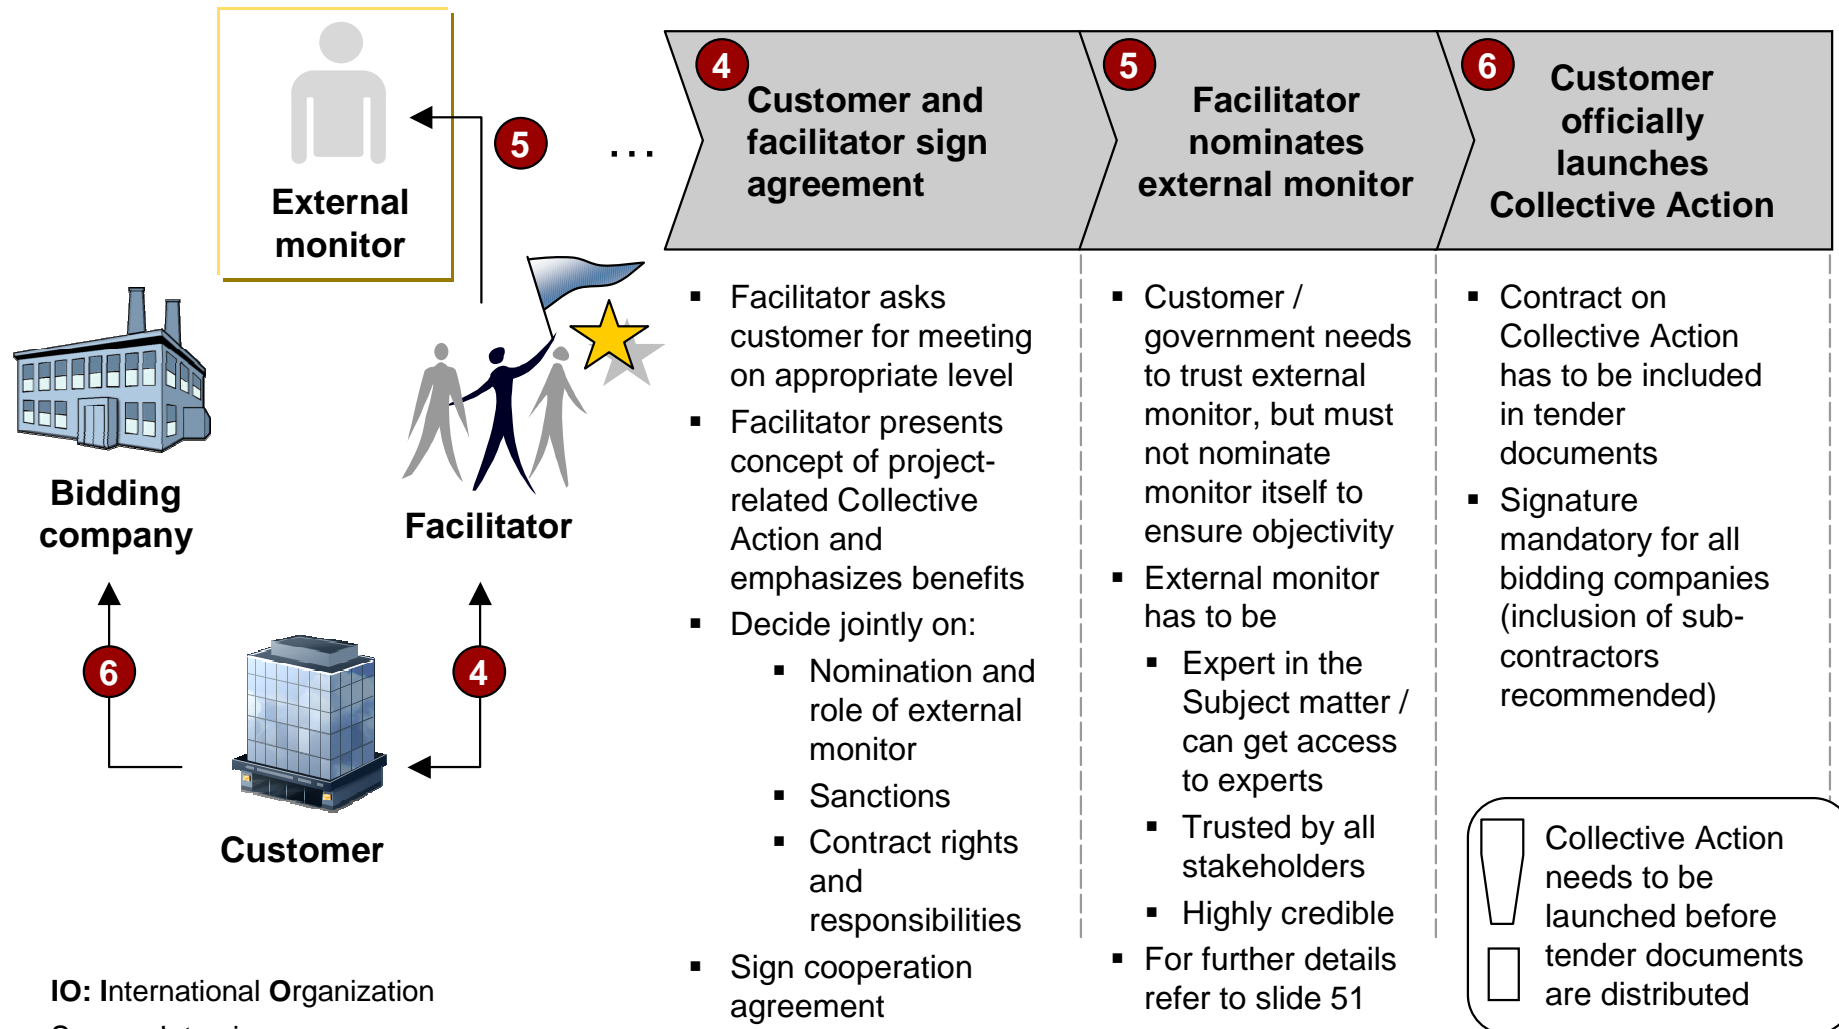 External
monitor
5
…
Bidding
company
Facilitator
6
4
Customer
IO: International Organization
4
Customer and
facilitator sign
agreement
▪ Facilitator asks
customer for meeting
on appropriate level
▪ Facilitator presents
concept of project-
related Collective
Action and
emphasizes benefits
▪ Decide jointly on:
▪ Nomination and
role of external
monitor
▪ Sanctions
▪ Contract rights
and
responsibilities
▪ Sign cooperation
agreement
5
Facilitator
nominates
external monitor
▪ Customer /
government needs
to trust external
monitor, but must
not nominate
monitor itself to
ensure objectivity
▪ External monitor
has to be
▪ Expert in the
Subject matter /
can get access
to experts
▪ Trusted by all
stakeholders
▪ Highly credible
▪ For further details
refer to slide 51
6
Customer
officially
launches
Collective Action
▪ Contract on
Collective Action
has to be included
in tender
documents
▪ Signature
mandatory for all
bidding companies
(inclusion of sub-
contractors
recommended)
Collective Action
needs to be
launched before
tender documents
are distributed